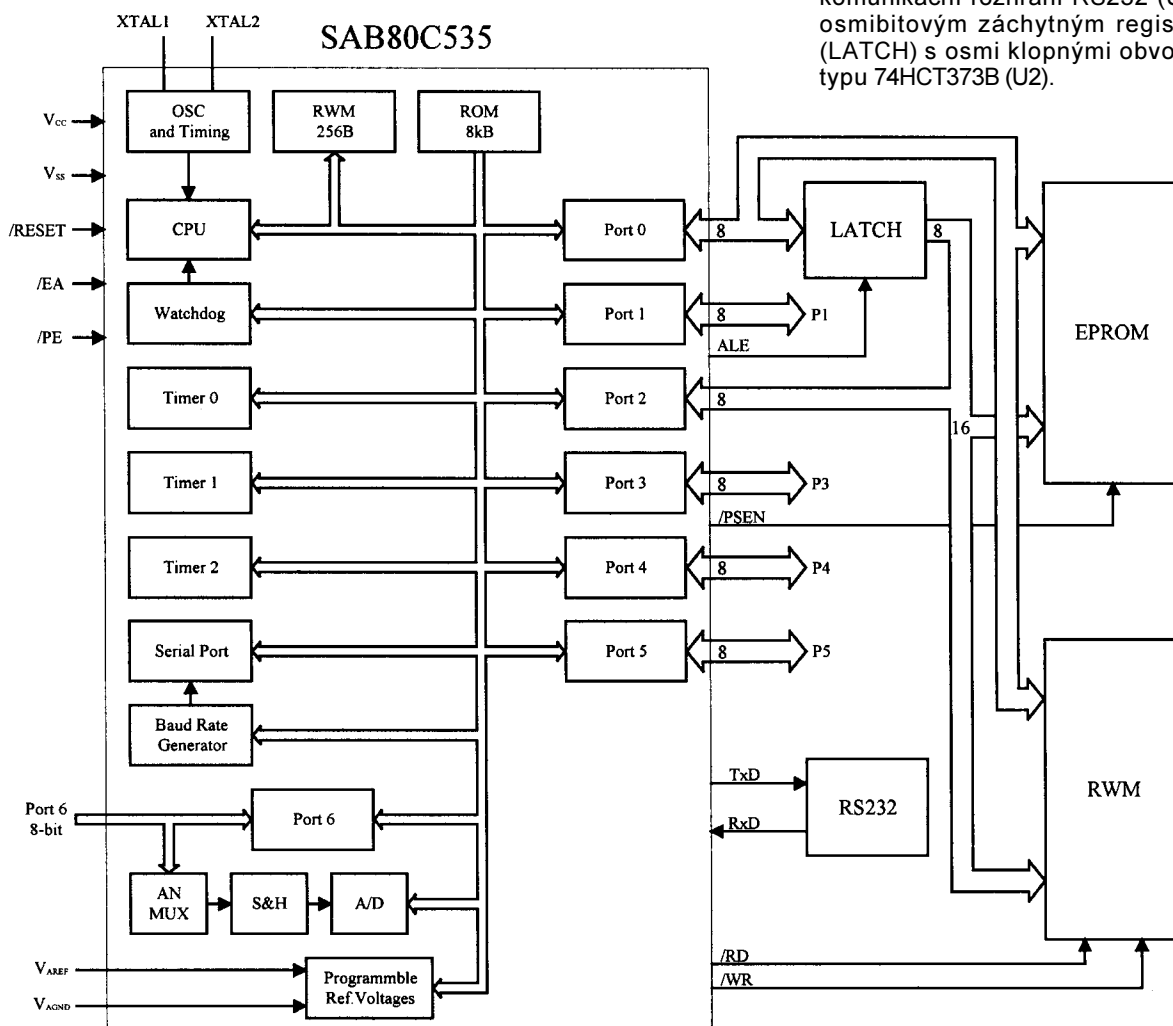 komunikační rozhraní RS232 (
osmibitovým záchytným regis
(LATCH) s osmi klopnými obvo
typu 74HCT373B (U2).
XTAL1
XTAL2
SAB80C535
Vcc
Vss
/RESET
/EA
/PE
OSC
and Timing
RWM
256B
ROM
8kB
CPU
Watchdog
Timer 0
Timer 1
Timer 2
Serial Port
Baud Rate
Generator
Port 6
8-bit
Port 6
AN
MUX
S&H
A/D
VAREF
VAGND
Programmble
Ref.Voltages
Port 0
Port 1
Port 2
Port 3
Port 4
Port 5
8
8
8
8
8
8
LATCH
8
P1
ALE
16
P3
/PSEN
P4
P5
EPROM
TxD
RxD
RS232
RWM
/RD
/WR